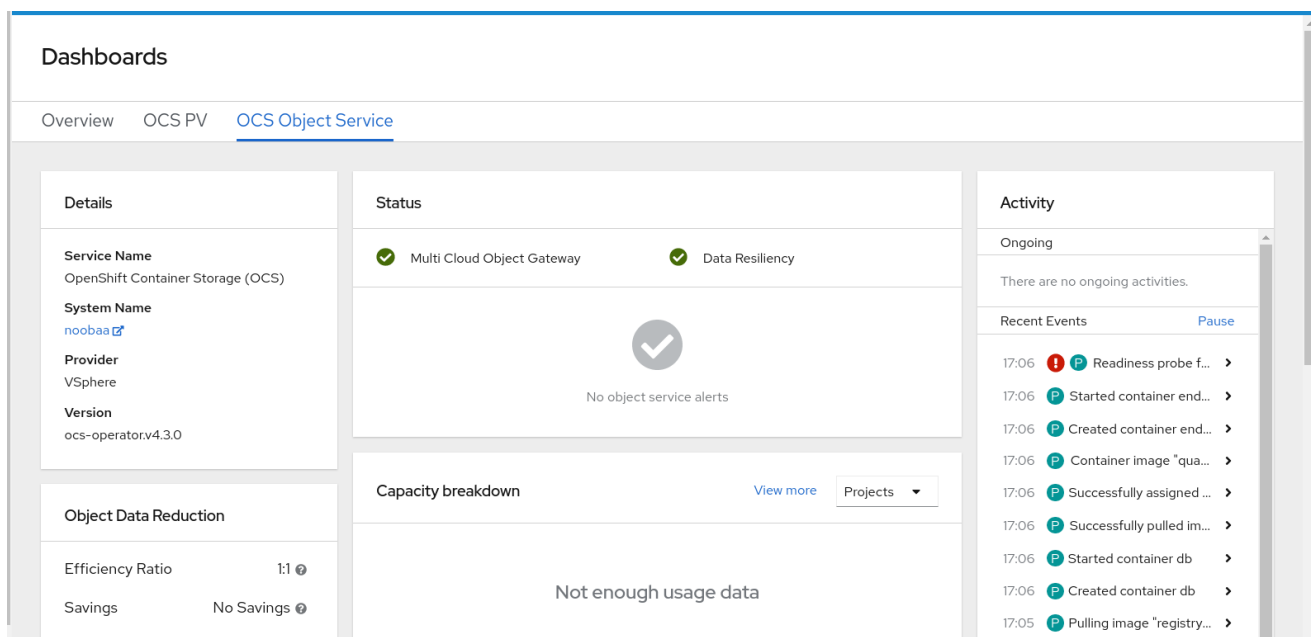 Dashboards
Overview OCS PV OCS Object Service
Details
Service Name
OpenShift Container Storage (OCS)
System Name
noobaa
Provider
VSphere
Version
ocs-operator.v4.3.0
Object Data Reduction
Efficiency Ratio 1:1
Savings No Savings
Status
Multi Cloud Object Gateway Data Resiliency
No object service alerts
Capacity breakdown View more Projects
Not enough usage data
Activity
Ongoing
There are no ongoing activities.
Recent Events Pause
17:06 P Readiness probe f...
17:06 P Started container end...
17:06 P Created container end...
17:06 P Container image "qua...
17:06 P Successfully assigned ...
17:06 P Successfully pulled im...
17:06 P Started container db
17:06 P Created container db
17:05 P Pulling image "registry...